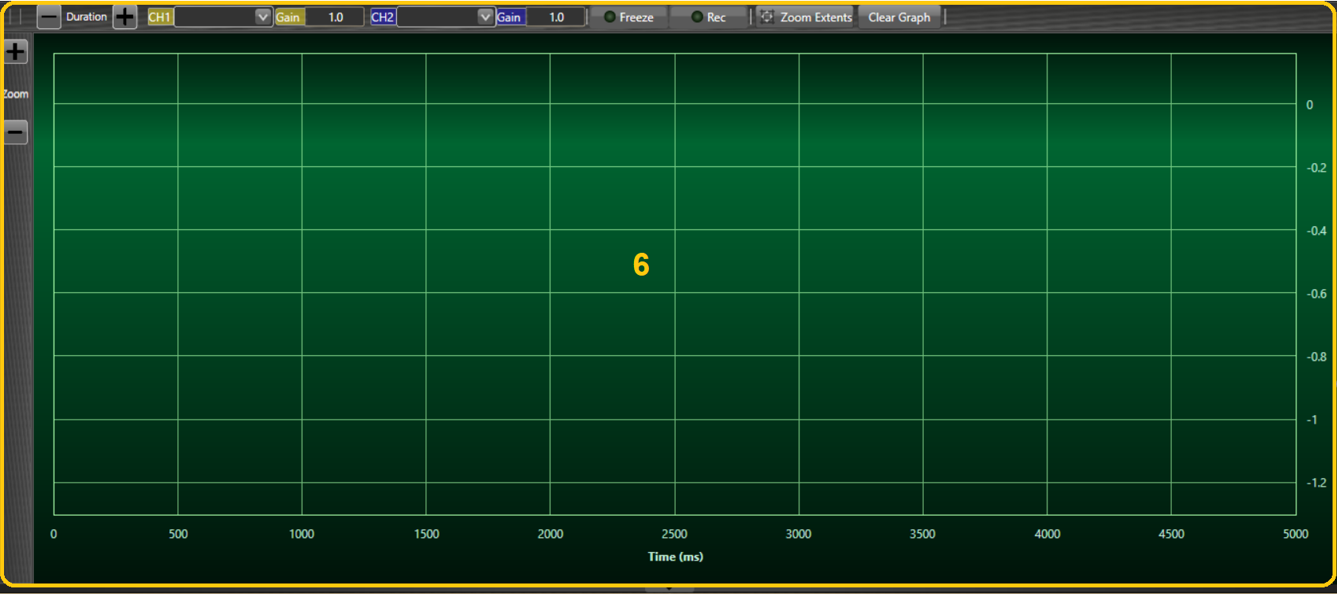 Duration CH1 Gain 1.0 CH2 Gain 1.0 Freeze Rec Zoom Extents Clear Graph
Zoom
0
-0.2
-0.4
6
-0.6
-0.8
-1
-1.2
0 500 1000 1500 2000 2500 3000 3500 4000 4500 5000
Time (ms)